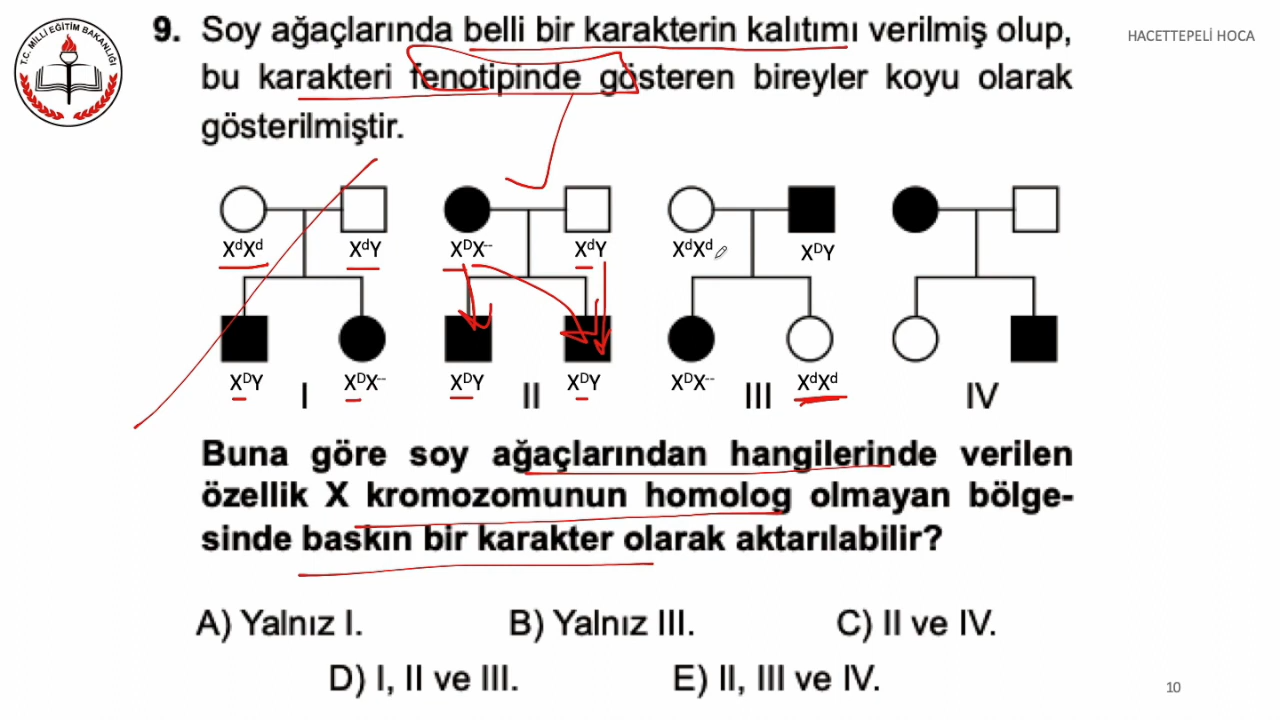 T.C. MİLLİ EĞİTİM BAKANLIĞI
HACETTEPELİ HOCA
9. Soy ağaçlarında belli bir karakterin kalıtımı verilmiş olup,
bu karakteri fenotipinde gösteren bireyler koyu olarak
gösterilmiştir.
XᵈXᵈ XᵈY XᴰX-- XᵈY XᵈXᵈ XᴰY
XᴰY XᴰX-- XᴰY XᴰY XᴰX-- XᵈXᵈ
I II III IV
Buna göre soy ağaçlarından hangilerinde verilen
özellik X kromozomunun homolog olmayan bölge-
sinde baskın bir karakter olarak aktarılabilir?
A) Yalnız I. B) Yalnız III. C) II ve IV.
D) I, II ve III. E) II, III ve IV.
10